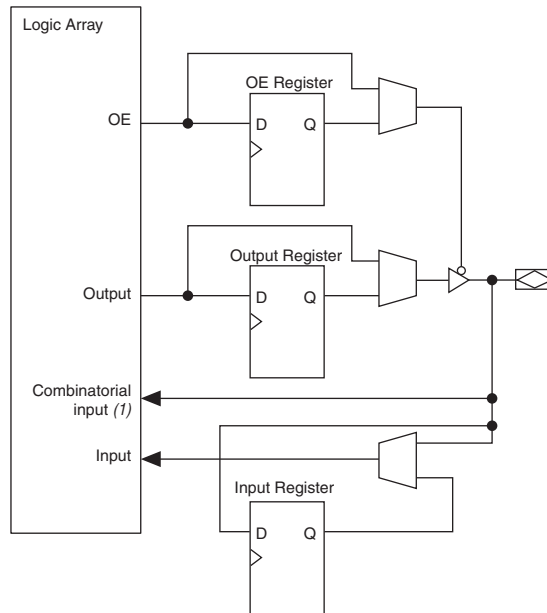 Logic Array
OE Register
OE
D Q
Output Register
Output
D Q
Combinatorial
input (1)
Input
Input Register
D Q